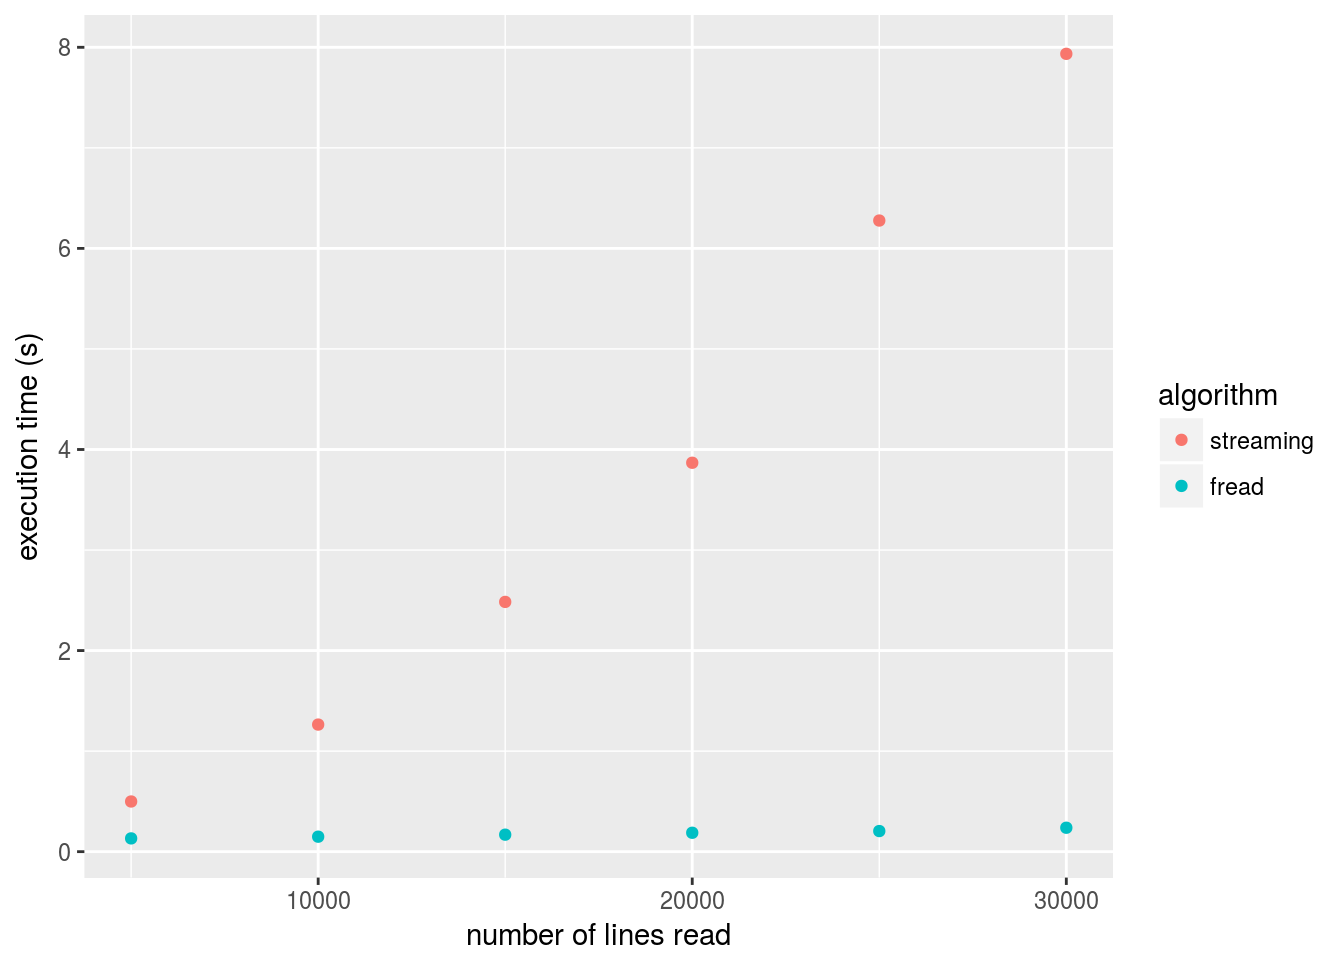 8
6
4
2
0
execution time (s)
10000 20000 30000
number of lines read
algorithm
streaming
fread